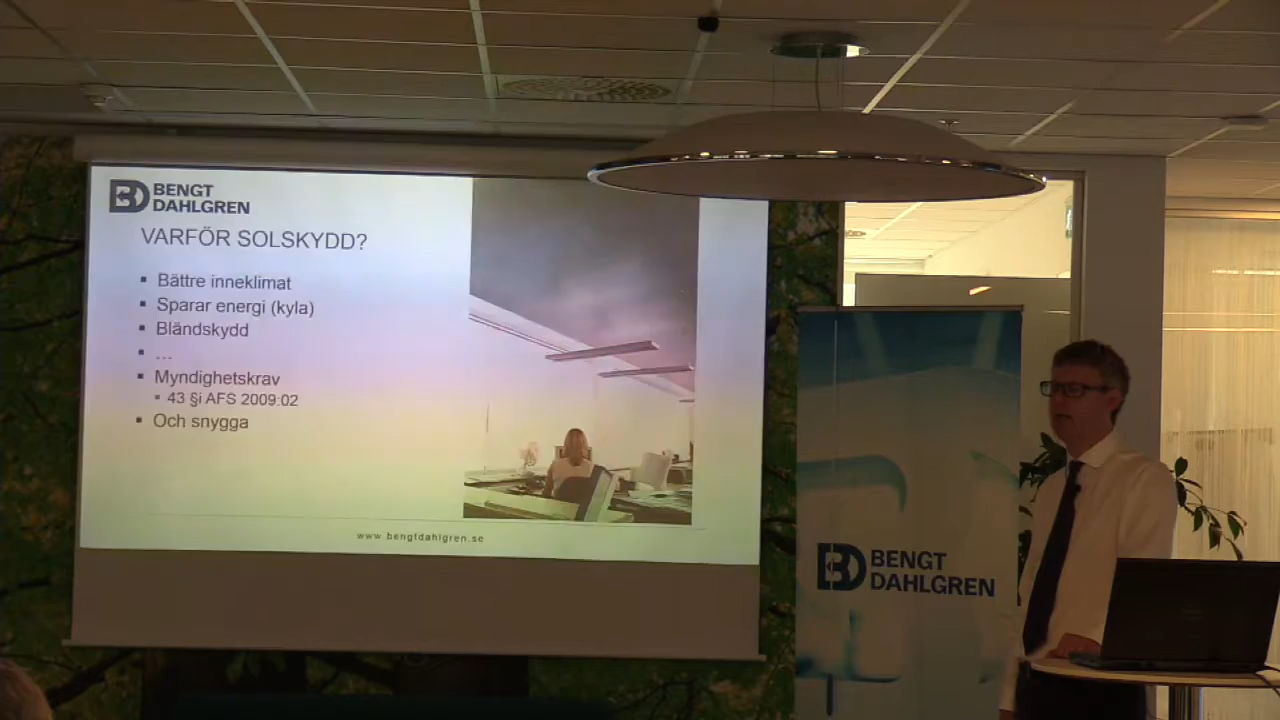 BENGT
DAHLGREN
VARFÖR SOLSKYDD?
Bättre inneklimat
Sparar energi (kyla)
Bländskydd
...
Myndighetskrav
43 §i AFS 2009:02
Och snygga
www.bengtdahlgren.se
BENGT
DAHLGREN